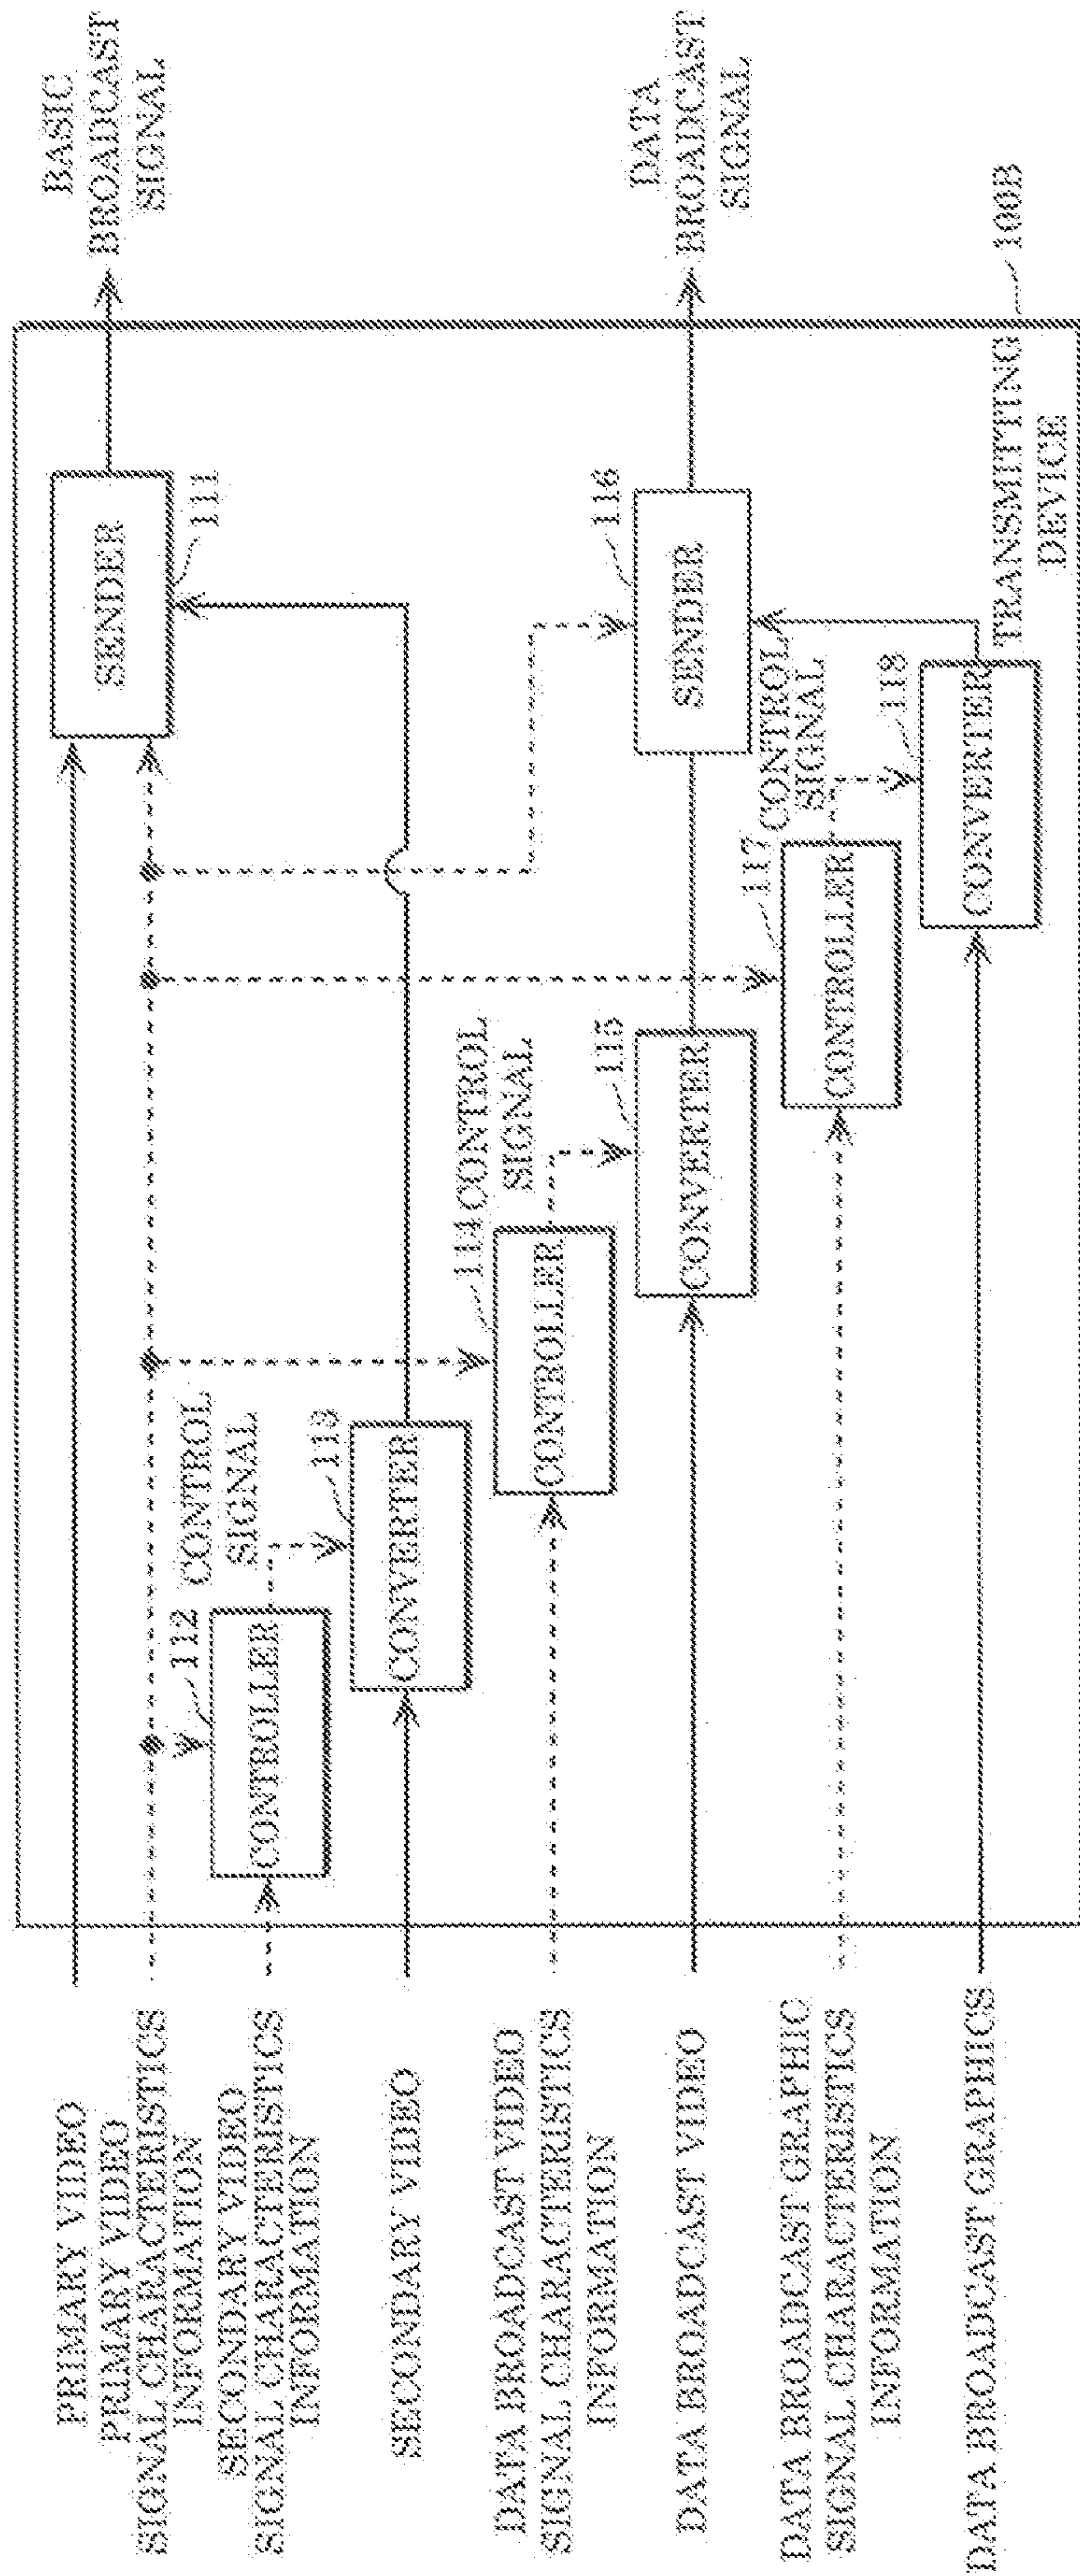 PRIMARY VIDEO
PRIMARY VIDEO
SIGNAL CHARACTERISTICS
INFORMATION
SECONDARY VIDEO
SIGNAL CHARACTERISTICS
INFORMATION
SECONDARY VIDEO
DATA BROADCAST VIDEO
SIGNAL CHARACTERISTICS
INFORMATION
DATA BROADCAST VIDEO
DATA BROADCAST GRAPHIC
SIGNAL CHARACTERISTICS
INFORMATION
DATA BROADCAST GRAPHICS
112
CONTROLLER
CONTROL
SIGNAL
113
CONVERTER
114
CONTROLLER
CONTROL
SIGNAL
115
CONVERTER
117
CONTROLLER
CONTROL
SIGNAL
118
CONVERTER
SENDER
111
116
SENDER
TRANSMITTING
DEVICE
100B
BASIC
BROADCAST
SIGNAL
DATA
BROADCAST
SIGNAL